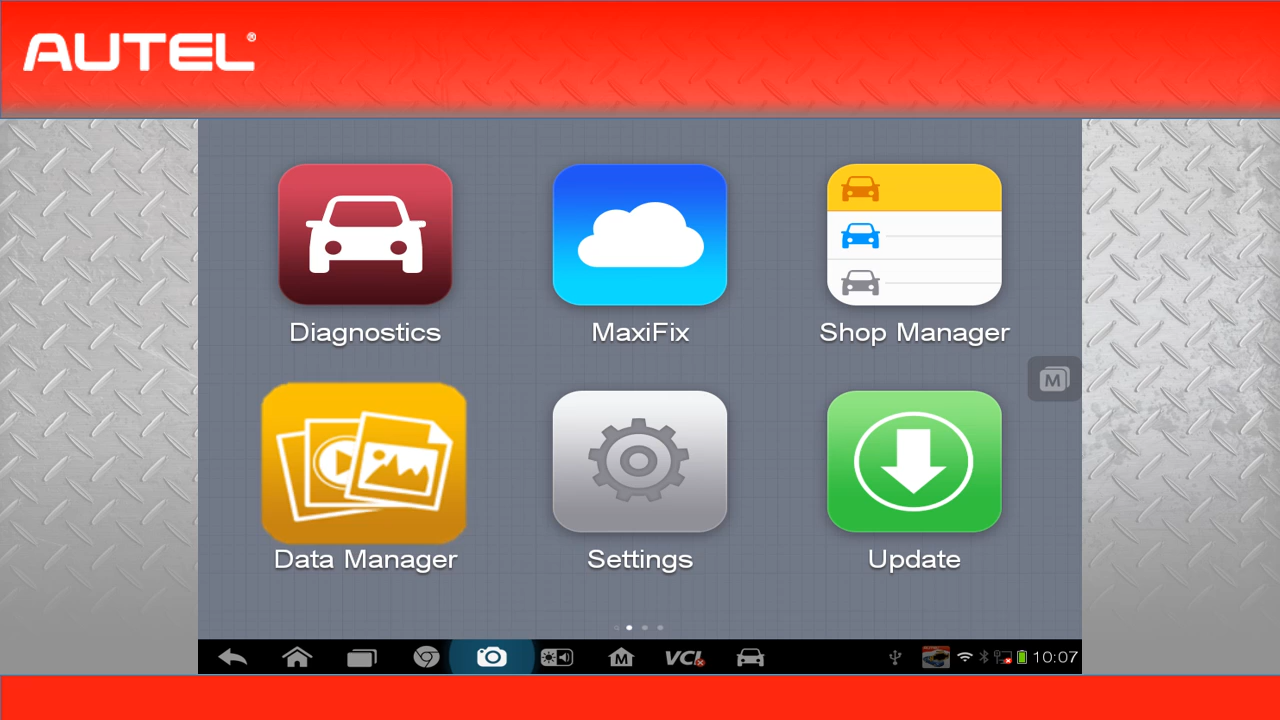 AUTEL®
Diagnostics MaxiFix Shop Manager
M
Data Manager Settings Update
M VCI 10:07